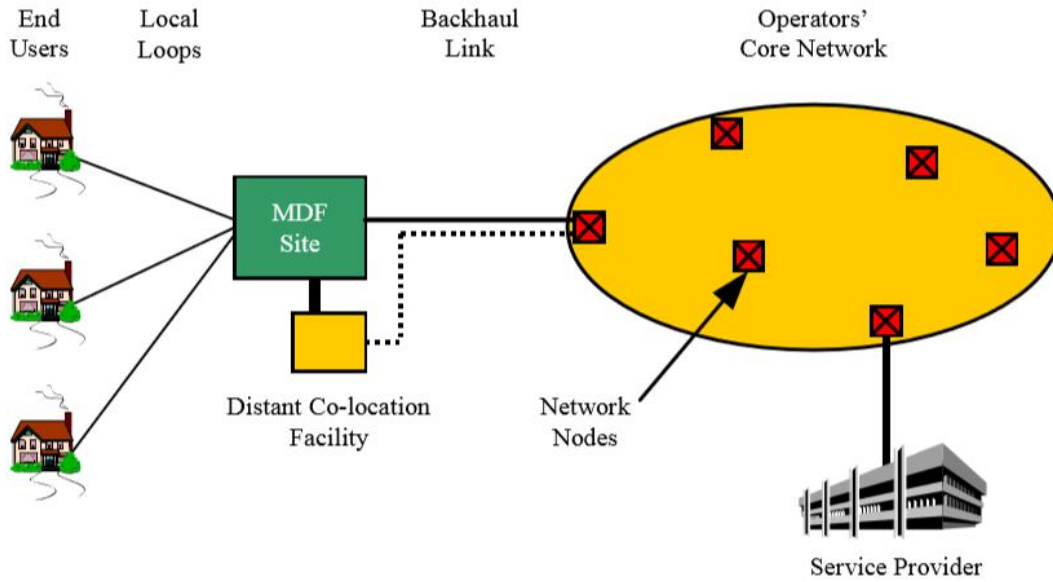 End
Users
Local
Loops
Backhaul
Link
Operators’
Core Network
MDF
Site
Distant Co-location
Facility
Network
Nodes
Service Provider